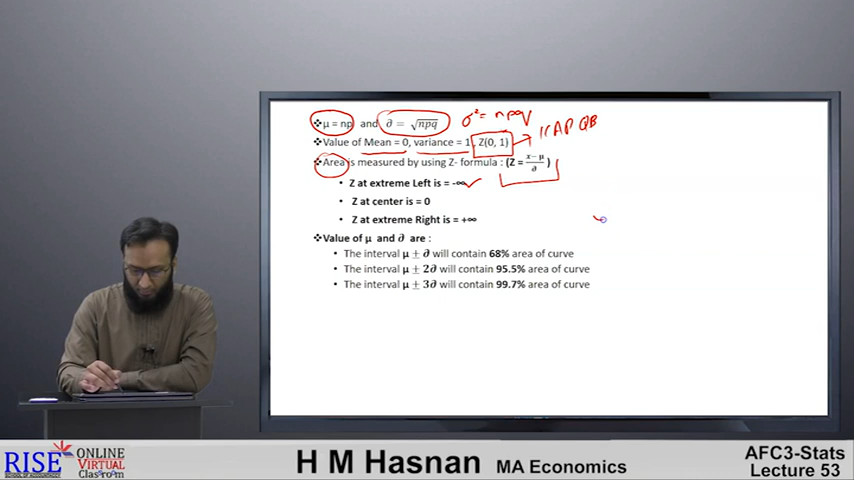 ❖μ = np and ∂ = √npq σ² = npq
❖Value of Mean = 0, variance = 1, Z(0, 1) ICAP QB
❖Area is measured by using Z- formula : (Z = x − μ / ∂ )
• Z at extreme Left is = -∞
• Z at center is = 0
• Z at extreme Right is = +∞
❖Value of μ and ∂ are :
• The interval μ ± ∂ will contain 68% area of curve
• The interval μ ± 2∂ will contain 95.5% area of curve
• The interval μ ± 3∂ will contain 99.7% area of curve
RISE
SCHOOL OF ACCOUNTANCY
ONLINE
VIRTUAL
Classroom
H M Hasnan MA Economics
AFC3-Stats
Lecture 53